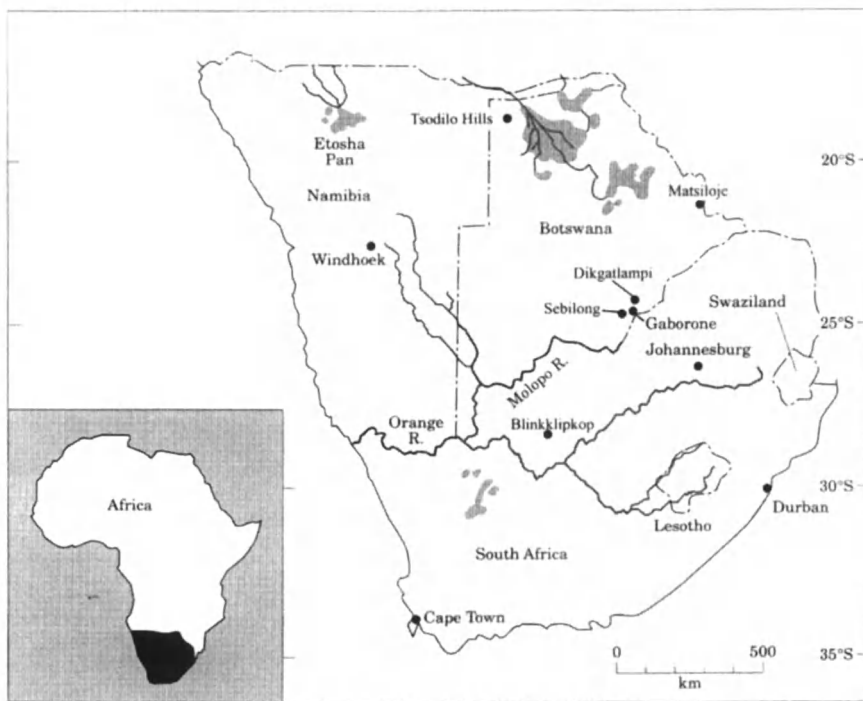 Tsodilo Hills
Etosha
Pan
20°S
Namibia
Matsiloje
Botswana
Windhoek
Dikgatlampi
Swaziland
Sebilong
Gaborone
25°S
Johannesburg
Molopo R.
Orange
R.
Blinkklipkop
Africa
30°S
Durban
Lesotho
South Africa
Cape Town
0 500
km
35°S